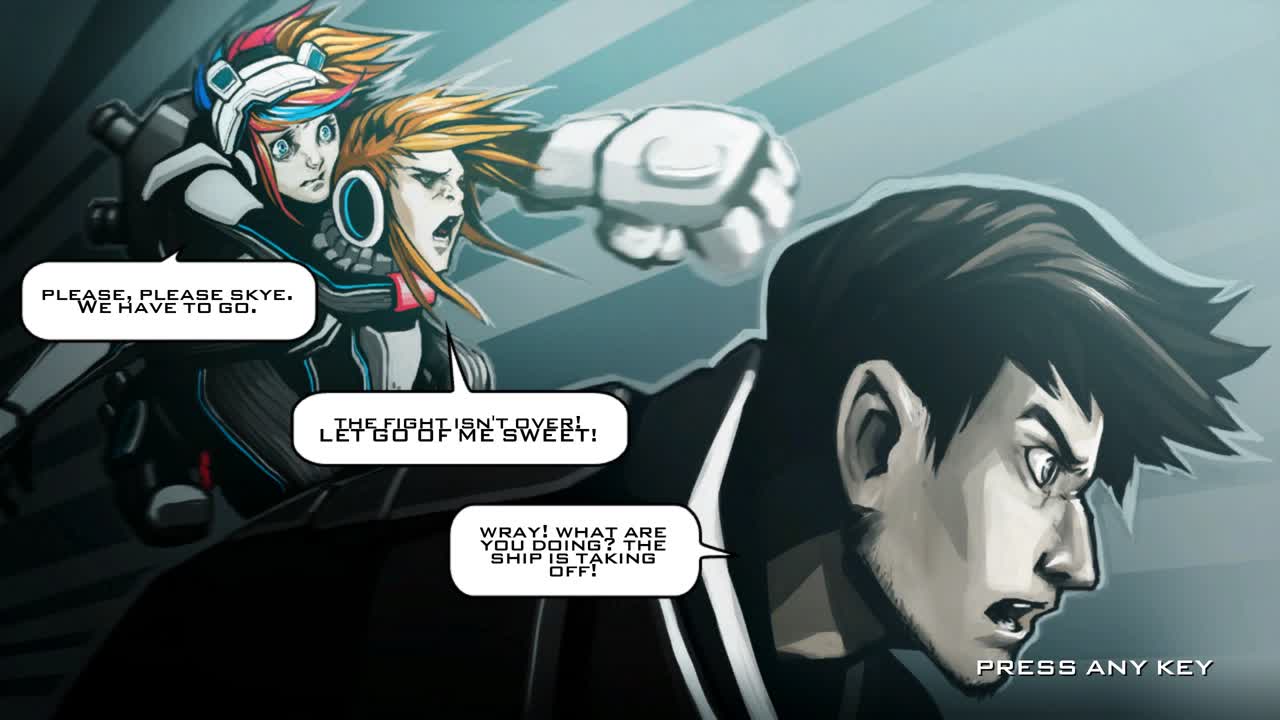 PLEASE, PLEASE SKYE.
WE HAVE TO GO.
THE FIGHT ISN'T OVER!
LET GO OF ME SWEET!
WRAY! WHAT ARE
YOU DOING? THE
SHIP IS TAKING
OFF!
PRESS ANY KEY